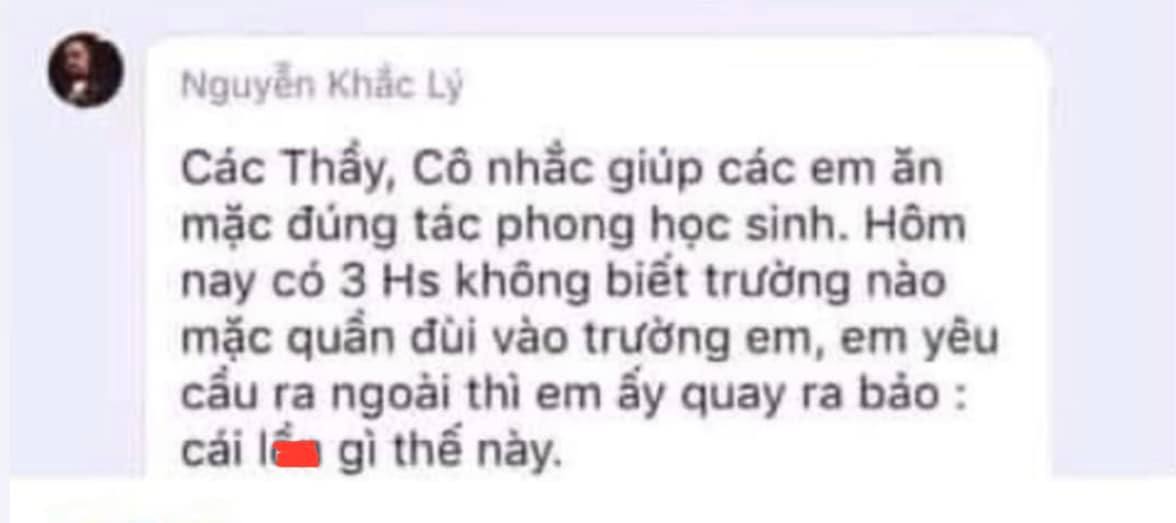 Nguyễn Khắc Lý
Các Thầy, Cô nhắc giúp các em ăn
mặc đúng tác phong học sinh. Hôm
nay có 3 Hs không biết trường nào
mặc quần đùi vào trường em, em yêu
cầu ra ngoài thì em ấy quay ra bảo :
cái gì thế này.